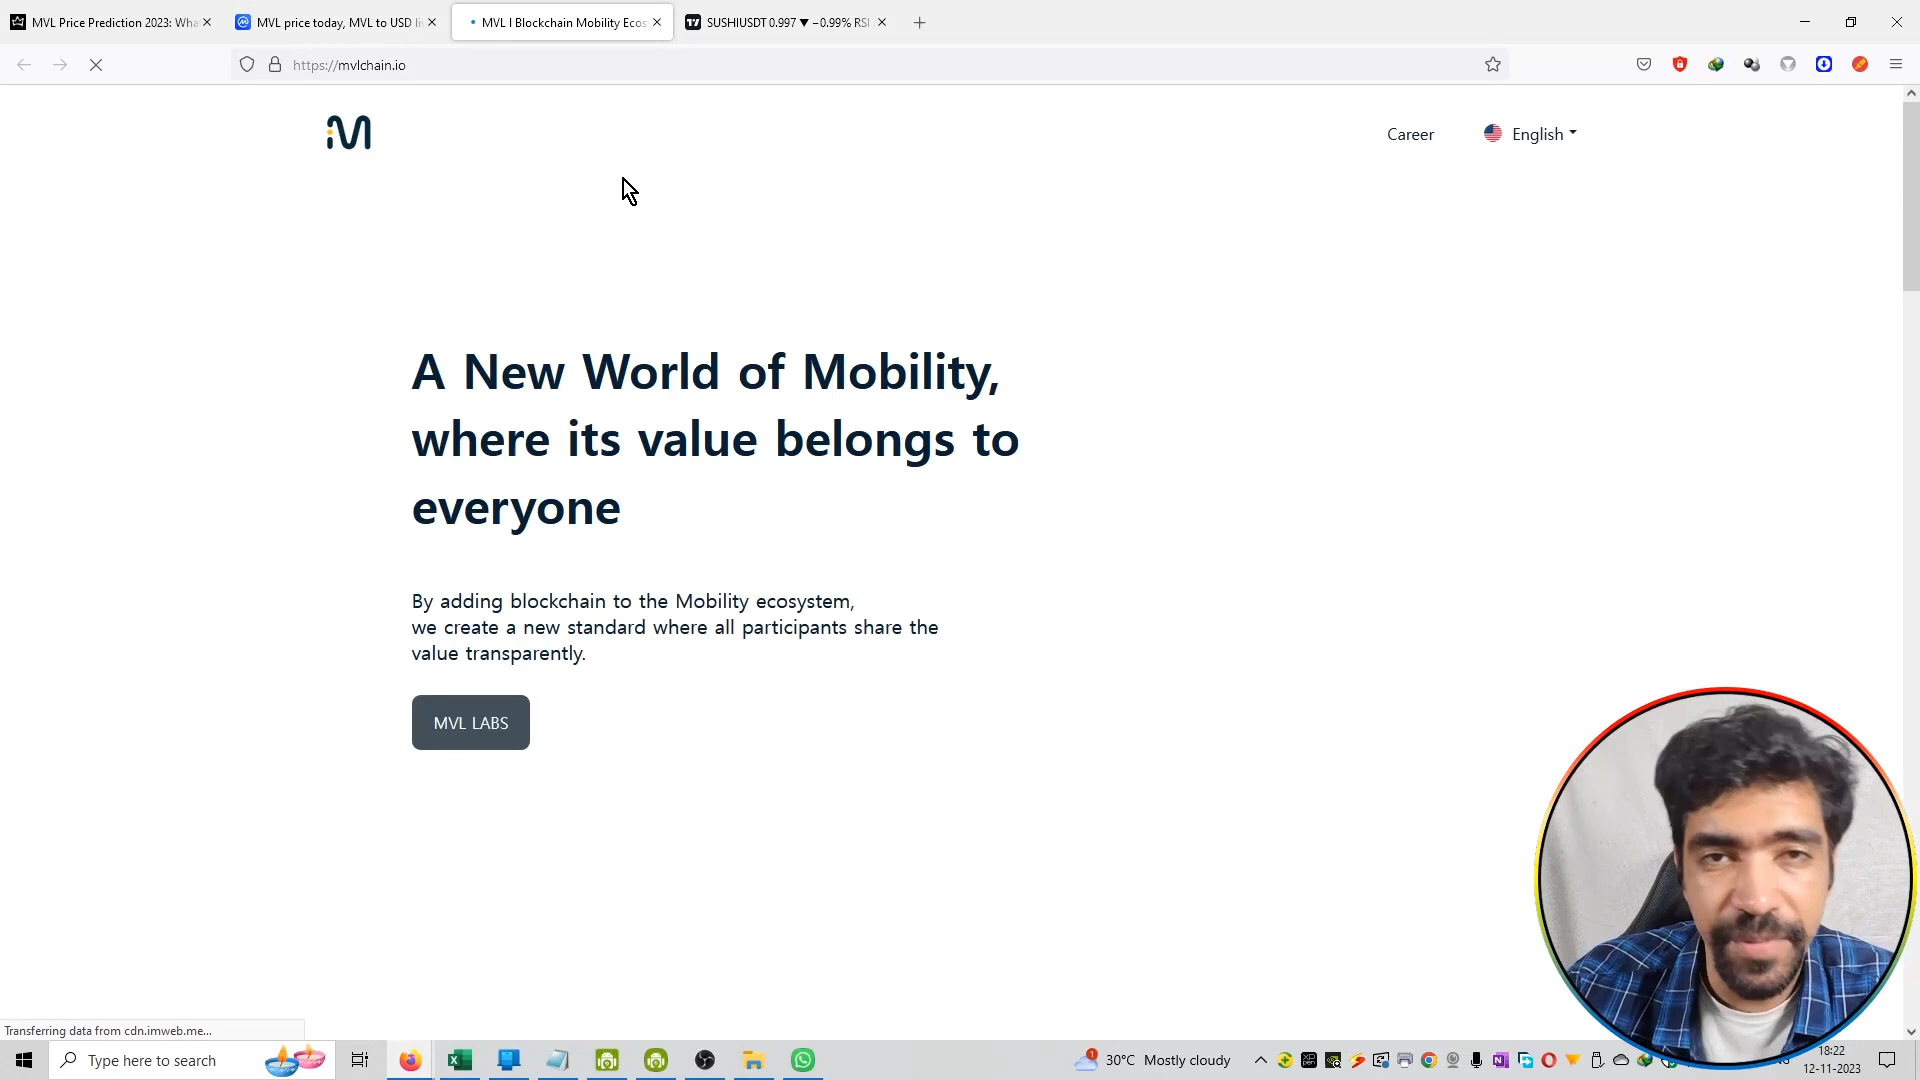 MVL Price Prediction 2023: Wha
MVL price today, MVL to USD li
MVL I Blockchain Mobility Ecos
SUSHIUSDT 0.997 ▼ −0.99% RSI
https://mvlchain.io
Career
English
A New World of Mobility,
where its value belongs to
everyone
By adding blockchain to the Mobility ecosystem,
we create a new standard where all participants share the
value transparently.
MVL LABS
Transferring data from cdn.imweb.me...
Type here to search
30°C Mostly cloudy
18:22
12-11-2023